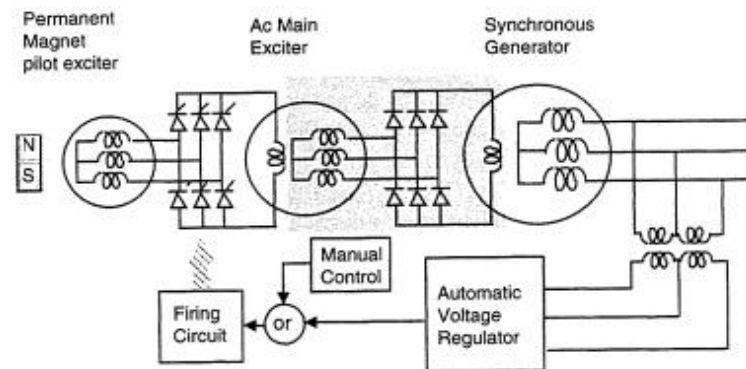 Permanent
Magnet
pilot exciter
Ac Main
Exciter
Synchronous
Generator
N
S
Manual
Control
Firing
Circuit
or
Automatic
Voltage
Regulator